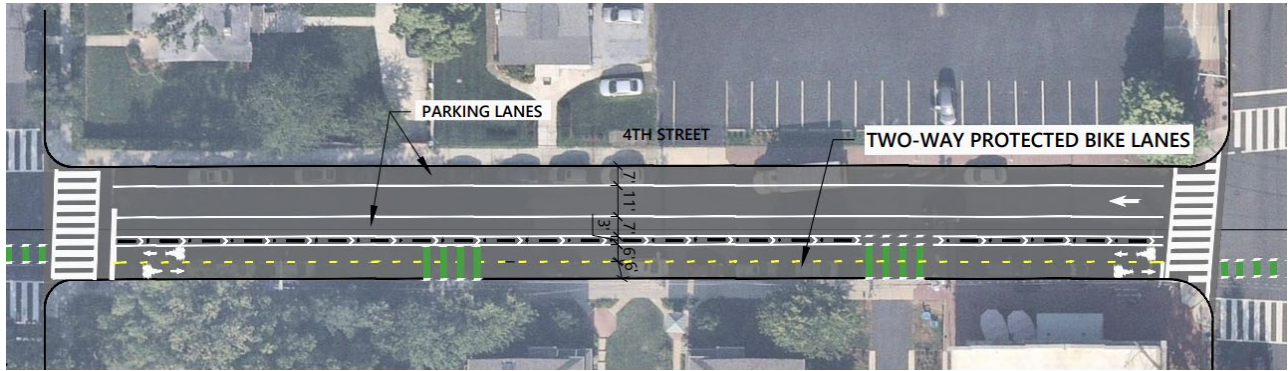 PARKING LANES
4TH STREET
TWO-WAY PROTECTED BIKE LANES
7'
11'
7'
3'
6'
6'